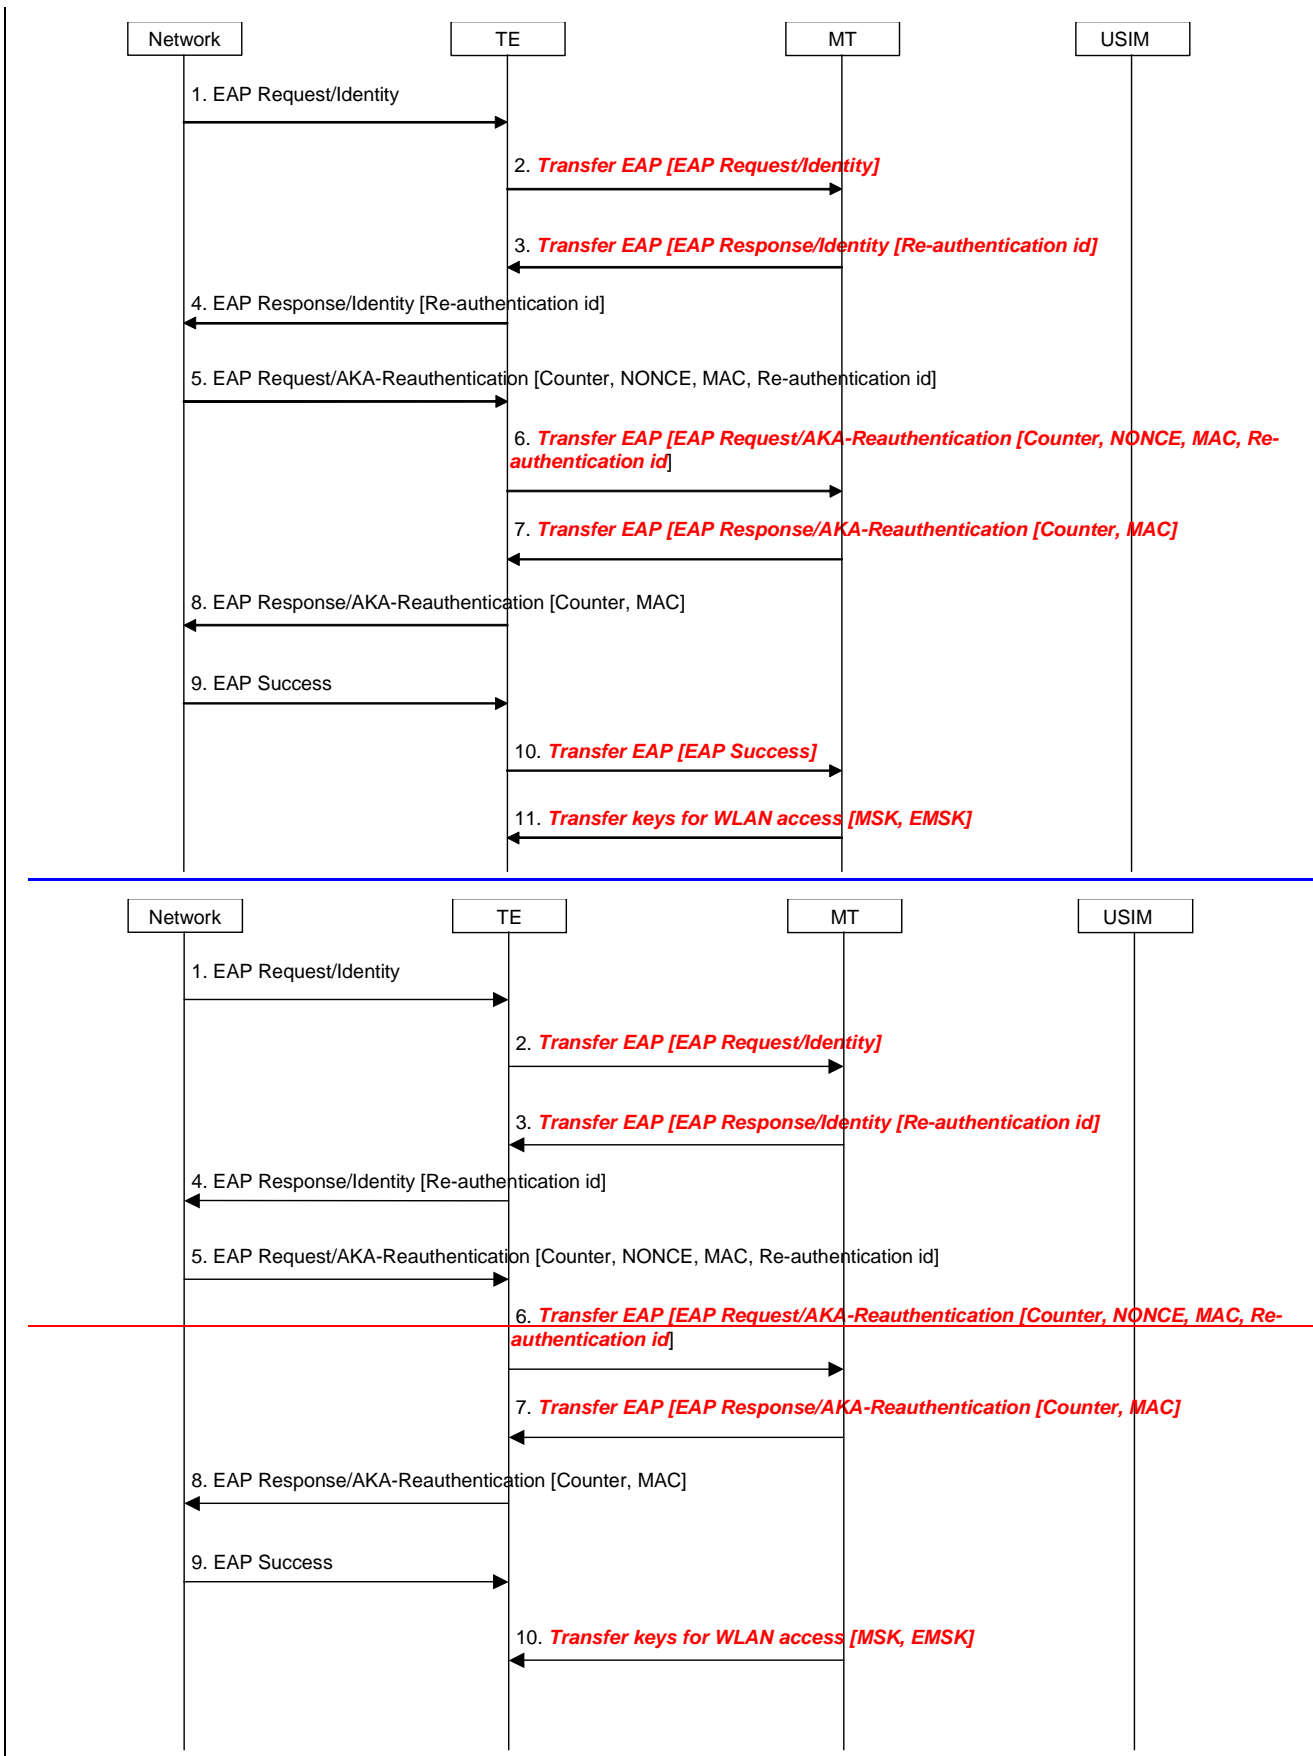 Network TE MT USIM
1. EAP Request/Identity
2. Transfer EAP [EAP Request/Identity]
3. Transfer EAP [EAP Response/Identity [Re-authentication id]
4. EAP Response/Identity [Re-authentication id]
5. EAP Request/AKA-Reauthentication [Counter, NONCE, MAC, Re-authentication id]
6. Transfer EAP [EAP Request/AKA-Reauthentication [Counter, NONCE, MAC, Re-
authentication id]
7. Transfer EAP [EAP Response/AKA-Reauthentication [Counter, MAC]
8. EAP Response/AKA-Reauthentication [Counter, MAC]
9. EAP Success
10. Transfer EAP [EAP Success]
11. Transfer keys for WLAN access [MSK, EMSK]
Network TE MT USIM
1. EAP Request/Identity
2. Transfer EAP [EAP Request/Identity]
3. Transfer EAP [EAP Response/Identity [Re-authentication id]
4. EAP Response/Identity [Re-authentication id]
5. EAP Request/AKA-Reauthentication [Counter, NONCE, MAC, Re-authentication id]
6. Transfer EAP [EAP Request/AKA-Reauthentication [Counter, NONCE, MAC, Re-
authentication id]
7. Transfer EAP [EAP Response/AKA-Reauthentication [Counter, MAC]
8. EAP Response/AKA-Reauthentication [Counter, MAC]
9. EAP Success
10. Transfer keys for WLAN access [MSK, EMSK]